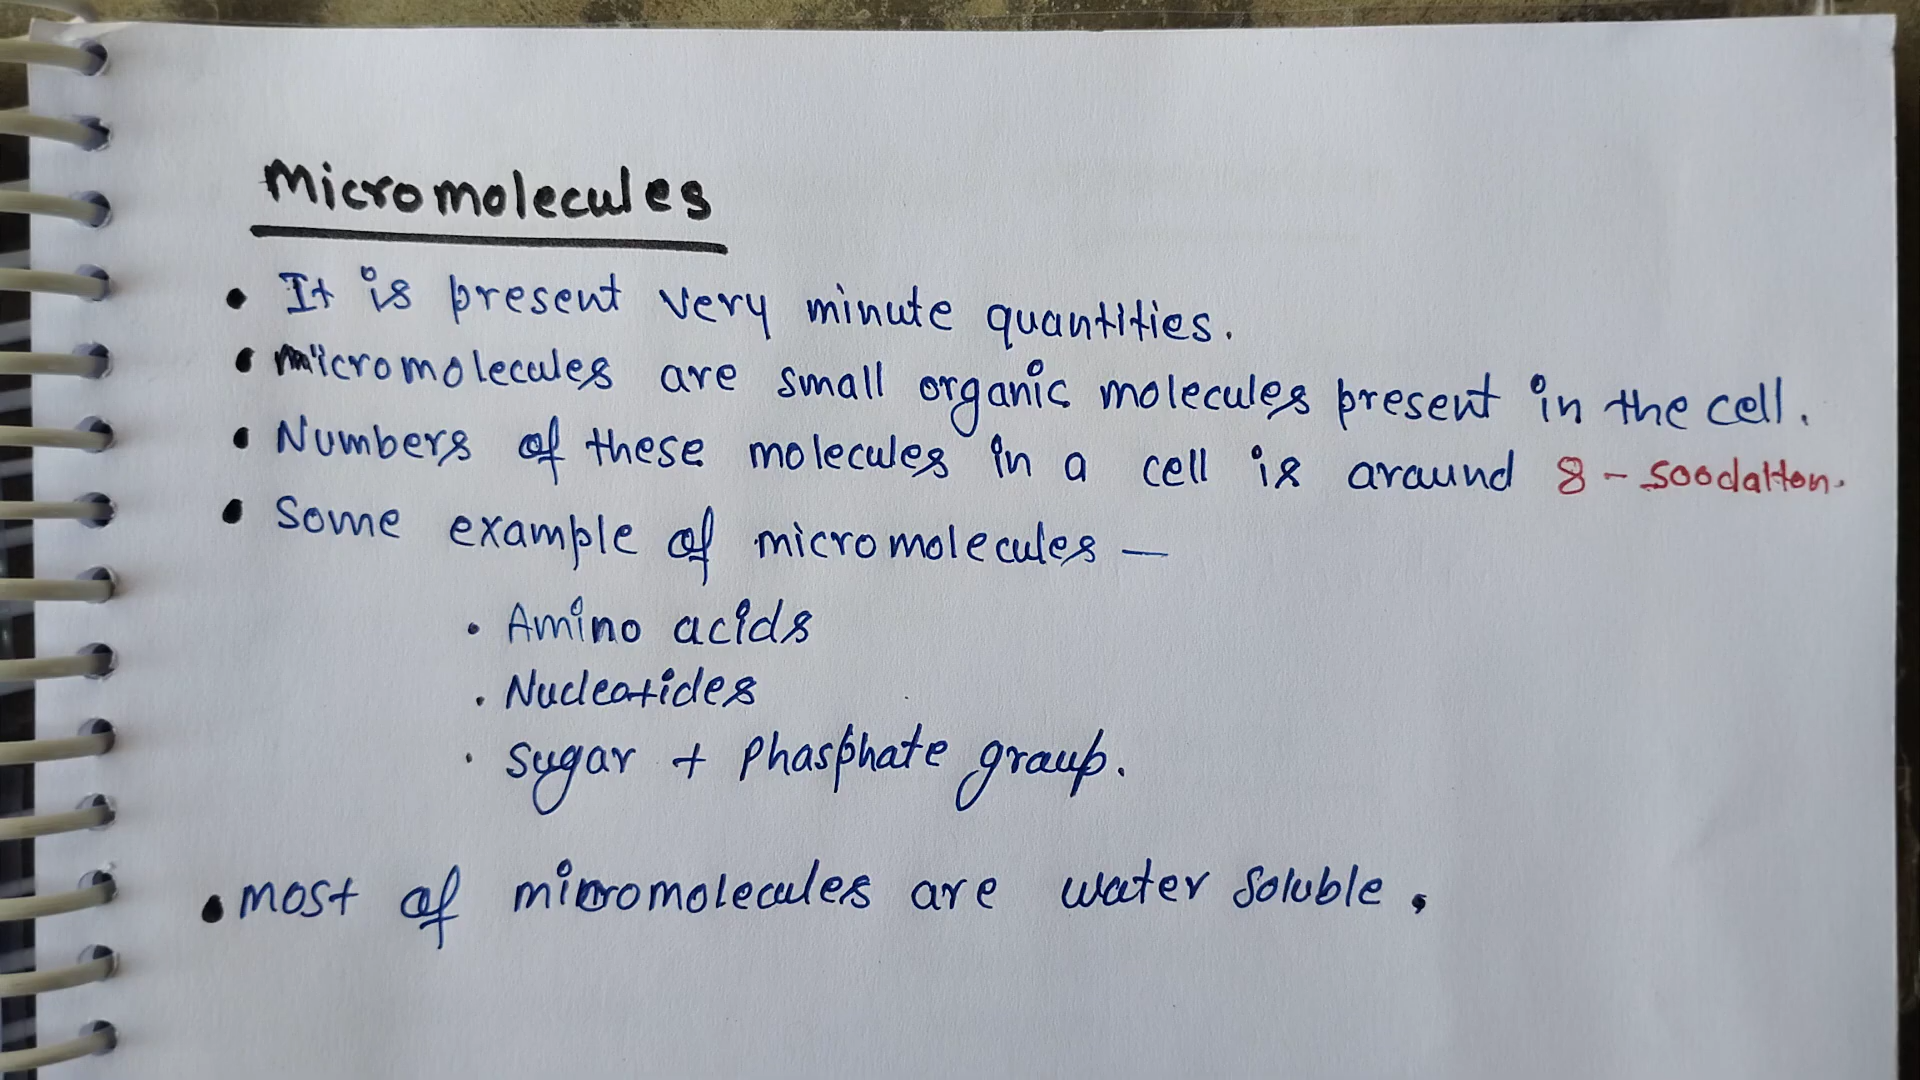 Micromolecules
• It is present very minute quantities.
• micromolecules are small organic molecules present in the cell.
• Numbers of these molecules in a cell is around 8 - 500dalton.
• Some example of micromolecules —
• Amino acids
• Nucleotides
• Sugar + Phosphate group.
• most of micromolecules are water soluble.